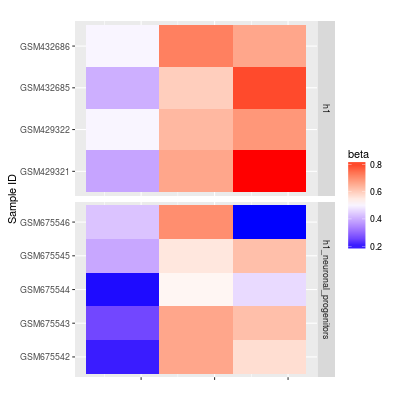 Sample ID
GSM432686
GSM432685
GSM429322
GSM429321
h1
GSM675546
GSM675545
GSM675544
GSM675543
GSM675542
h1_neuronal_progenitors
beta
0.8
0.6
0.4
0.2